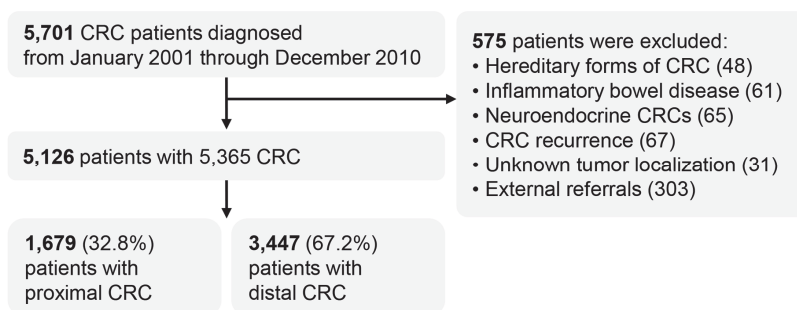 5,701 CRC patients diagnosed
from January 2001 through December 2010
575 patients were excluded:
• Hereditary forms of CRC (48)
• Inflammatory bowel disease (61)
• Neuroendocrine CRCs (65)
• CRC recurrence (67)
• Unknown tumor localization (31)
• External referrals (303)
5,126 patients with 5,365 CRC
1,679 (32.8%)
patients with
proximal CRC
3,447 (67.2%)
patients with
distal CRC